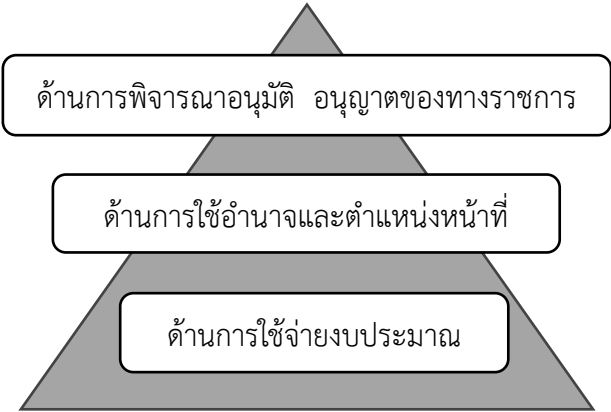 ด้านการพิจารณาอนุมัติ อนุญาตของทางราชการ
ด้านการใช้อำนาจและตำแหน่งหน้าที่
ด้านการใช้จ่ายงบประมาณ